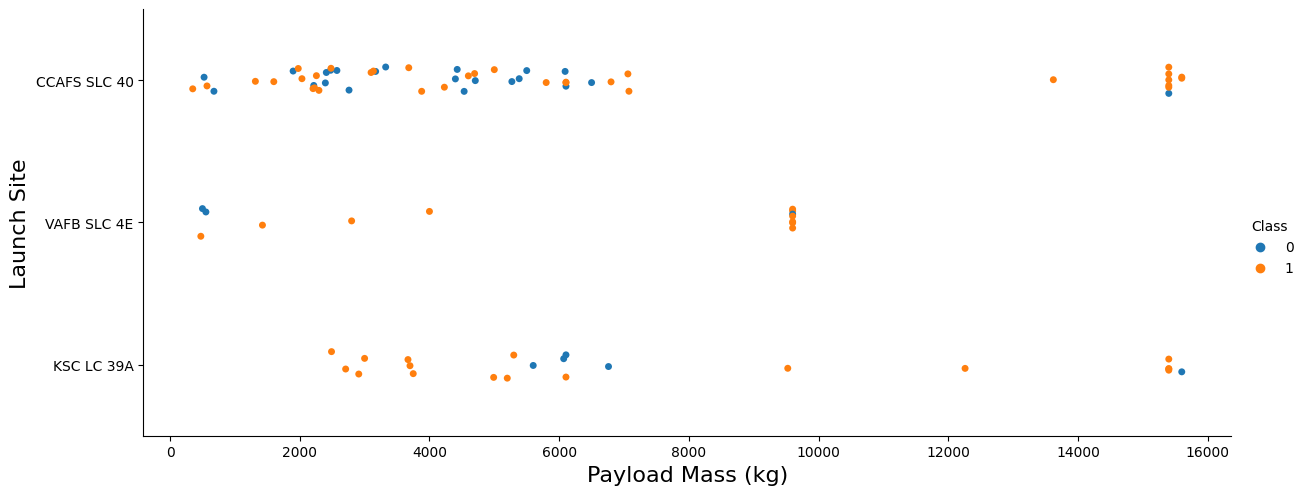 Launch Site
CCAFS SLC 40
VAFB SLC 4E
KSC LC 39A
0 2000 4000 6000 8000 10000 12000 14000 16000
Payload Mass (kg)
Class
0
1